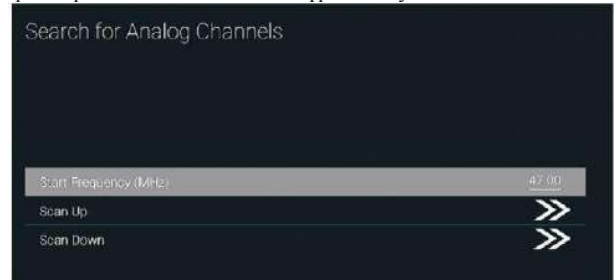 Search for Analog Channels
Start Frequency (MHz) 47.00
Scan Up
Scan Down